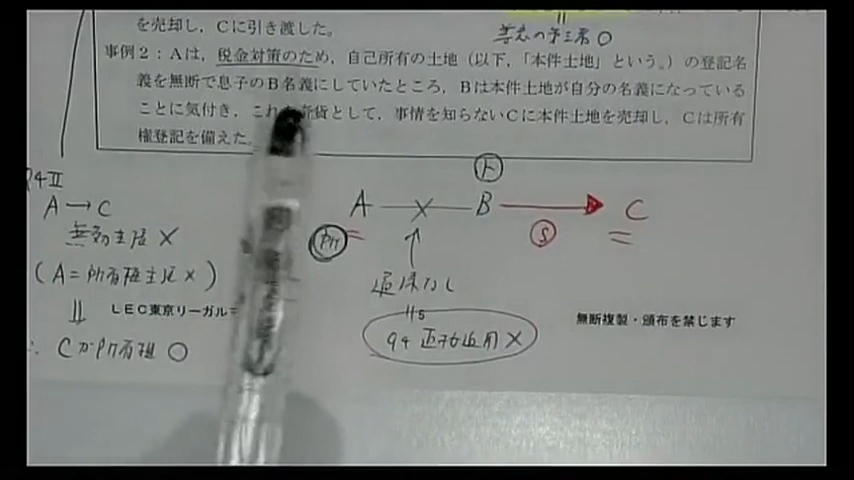 を売却し，Cに引き渡した。
善意の第三者○
事例2：Aは，税金対策のため，自己所有の土地（以下，「本件土地」という。）の登記名
義を無断で息子のB名義にしていたところ，Bは本件土地が自分の名義になっている
ことに気付き，これを奇貨として，事情を知らないCに本件土地を売却し，Cは所有
権登記を備えた。
94Ⅱ
A→C
無効主張×
(A=所有権主張×)
⇓
∴ Cが所有権○
A × B → C
ト
S
94 直接適用×
LEC東京リーガル
無断複製・頒布を禁じます